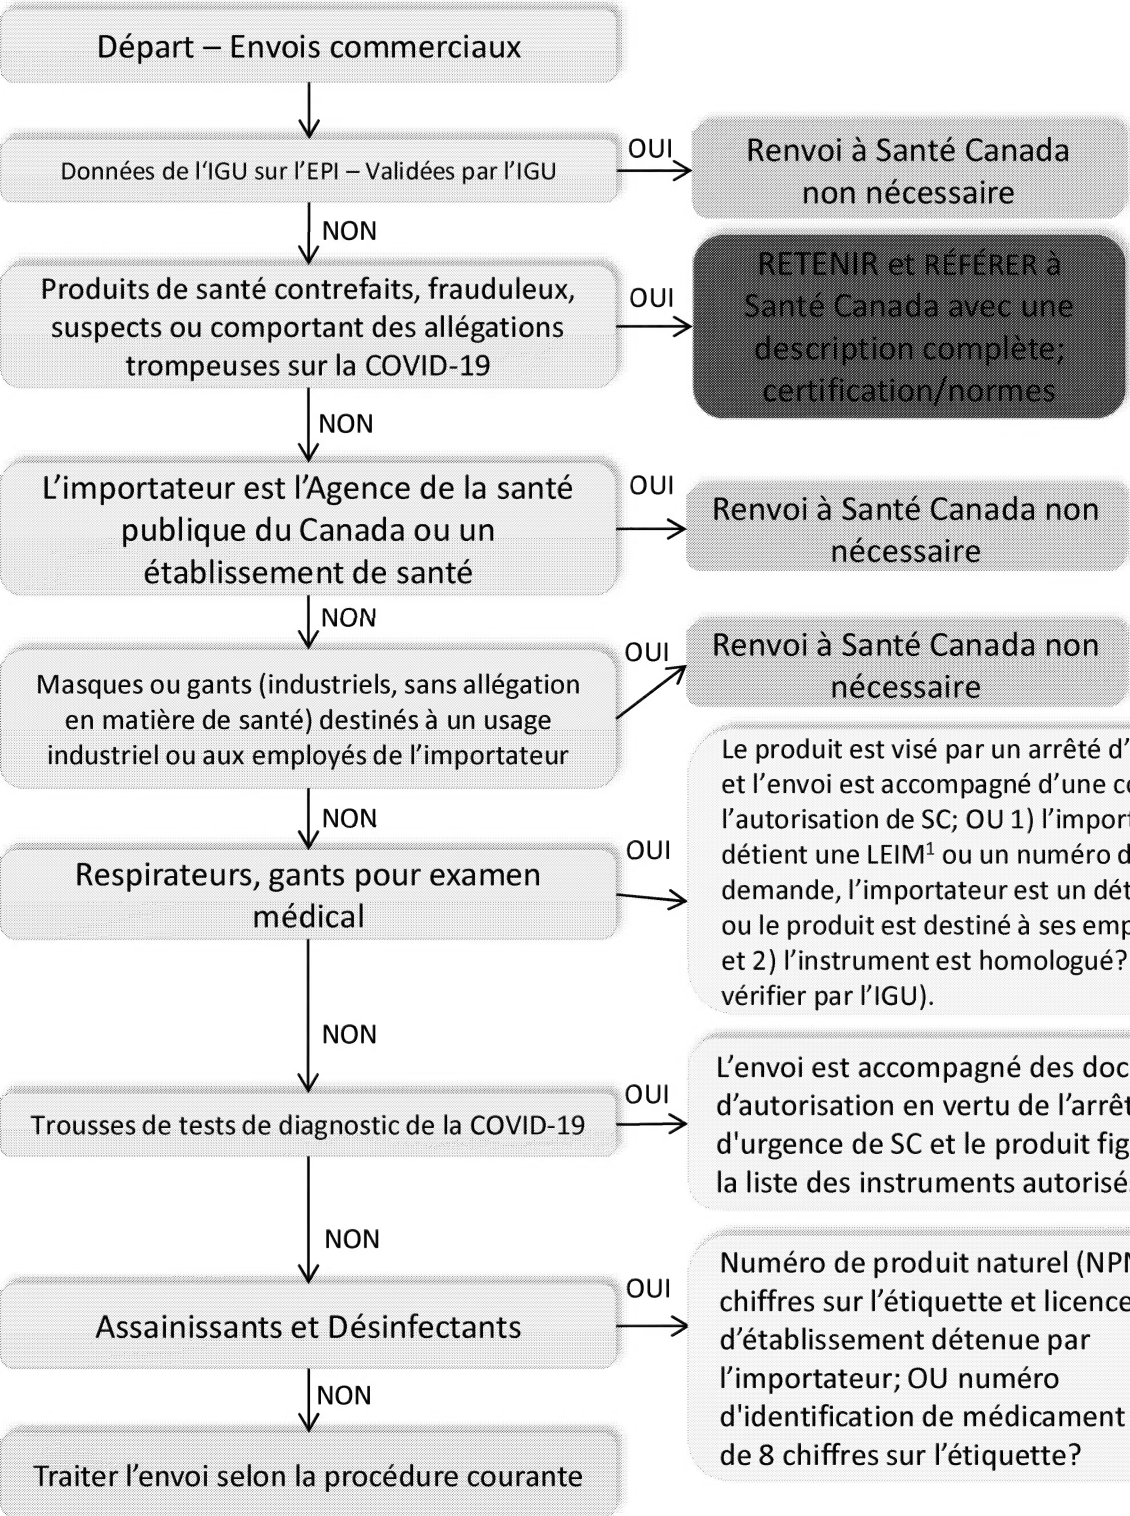 Départ – Envois commerciaux
Données de l‘IGU sur l’EPI – Validées par l’IGU
OUI
Renvoi à Santé Canada
non nécessaire
NON
Produits de santé contrefaits, frauduleux,
suspects ou comportant des allégations
trompeuses sur la COVID-19
OUI
RETENIR et RÉFÉRER à
Santé Canada avec une
description complète;
certification/normes
NON
L’importateur est l’Agence de la santé
publique du Canada ou un
établissement de santé
OUI
Renvoi à Santé Canada non
nécessaire
NON
Masques ou gants (industriels, sans allégation
en matière de santé) destinés à un usage
industriel ou aux employés de l’importateur
OUI
Renvoi à Santé Canada non
nécessaire
NON
Respirateurs, gants pour examen
médical
OUI
Le produit est visé par un arrêté d’
et l’envoi est accompagné d’une
l’autorisation de SC; OU 1)
détient une LEIM¹ ou un numéro
demande, l’importateur est un
ou le produit est destiné à ses
et 2) l’instrument est homologué?
vérifier par l’IGU).
NON
Trousses de tests de diagnostic de la COVID-19
OUI
L’envoi est accompagné des
d’autorisation en vertu de
d'urgence de SC et le produit
la liste des instruments
NON
Assainissants et Désinfectants
OUI
Numéro de produit naturel
chiffres sur l’étiquette et licence
d’établissement détenue par
l’importateur; OU numéro
d'identification de médicament
de 8 chiffres sur l’étiquette?
NON
Traiter l’envoi selon la procédure courante